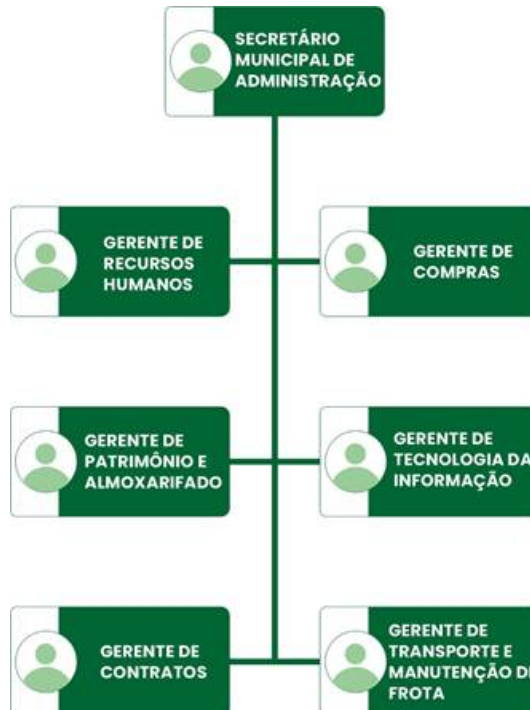 SECRETÁRIO
MUNICIPAL DE
ADMINISTRAÇÃO
GERENTE DE
RECURSOS
HUMANOS
GERENTE DE
COMPRAS
GERENTE DE
PATRIMÔNIO E
ALMOXARIFADO
GERENTE DE
TECNOLOGIA DA
INFORMAÇÃO
GERENTE DE
CONTRATOS
GERENTE DE
TRANSPORTE E
MANUTENÇÃO DE
FROTA